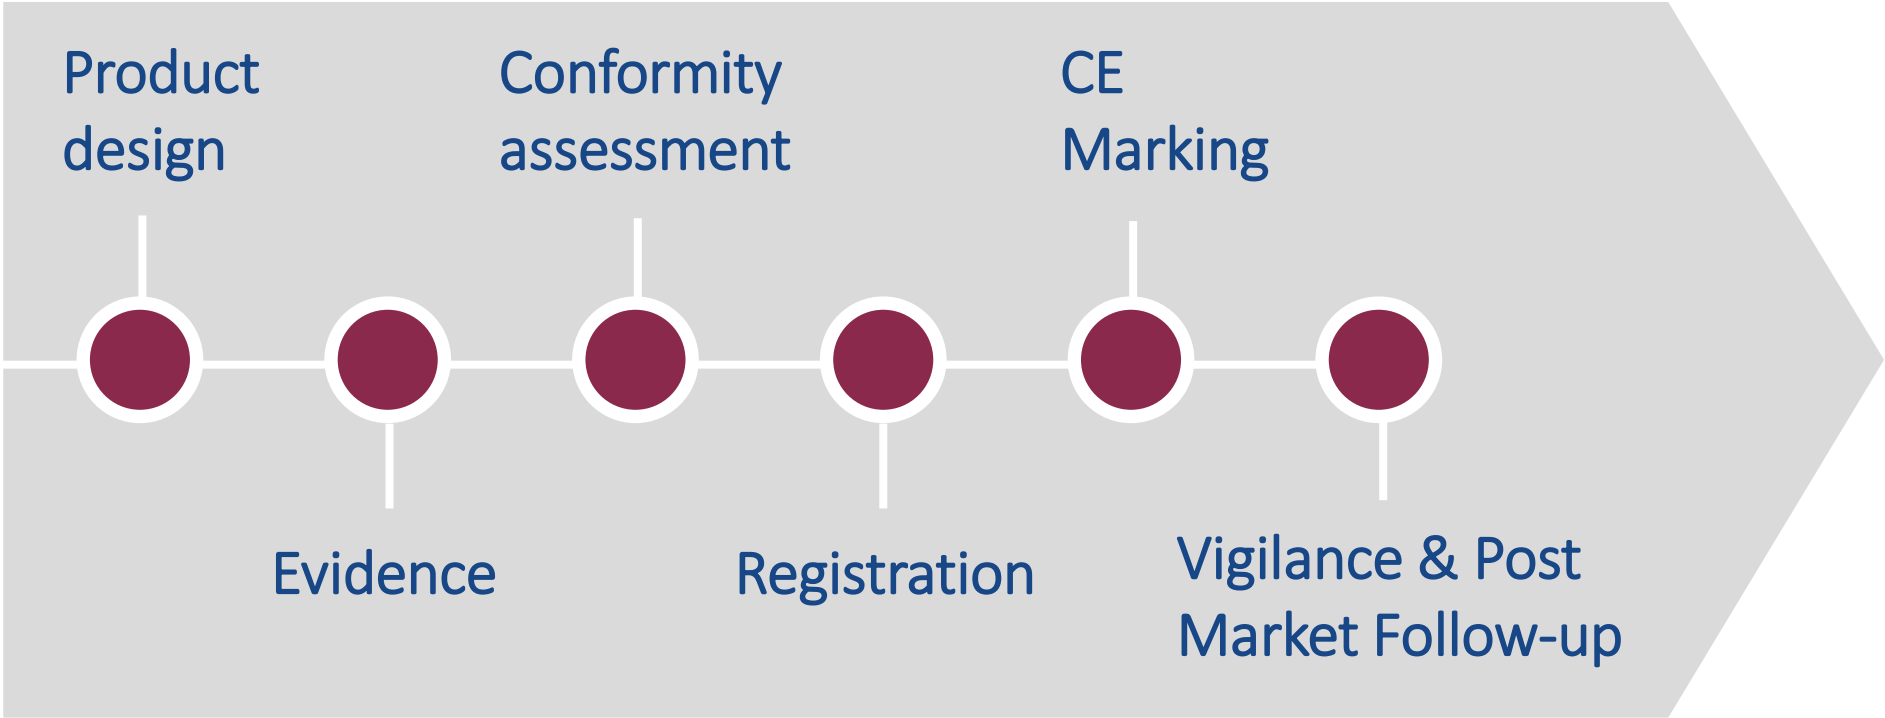 Product
design
Evidence
Conformity
assessment
Registration
CE
Marking
Vigilance & Post
Market Follow-up